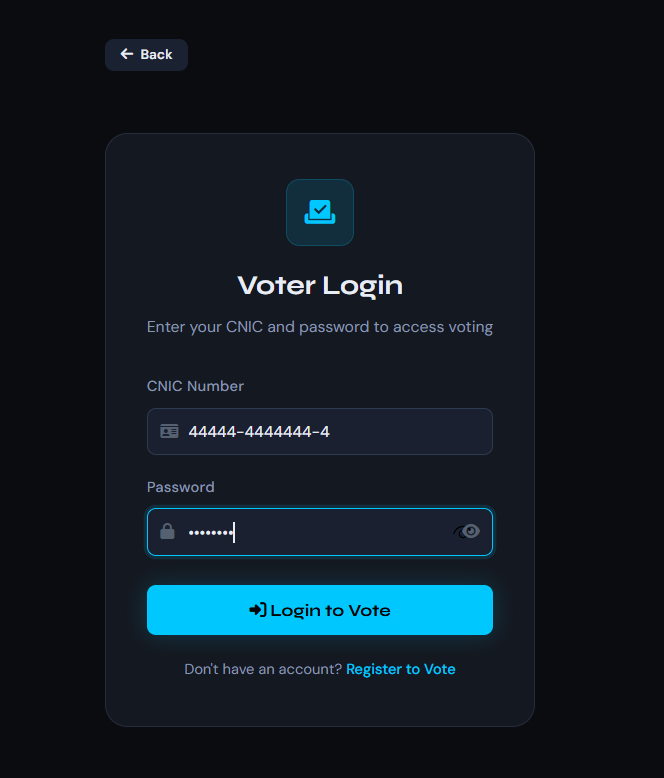 Back
Voter Login
Enter your CNIC and password to access voting
CNIC Number
44444-4444444-4
Password
••••••••
Login to Vote
Don't have an account? Register to Vote